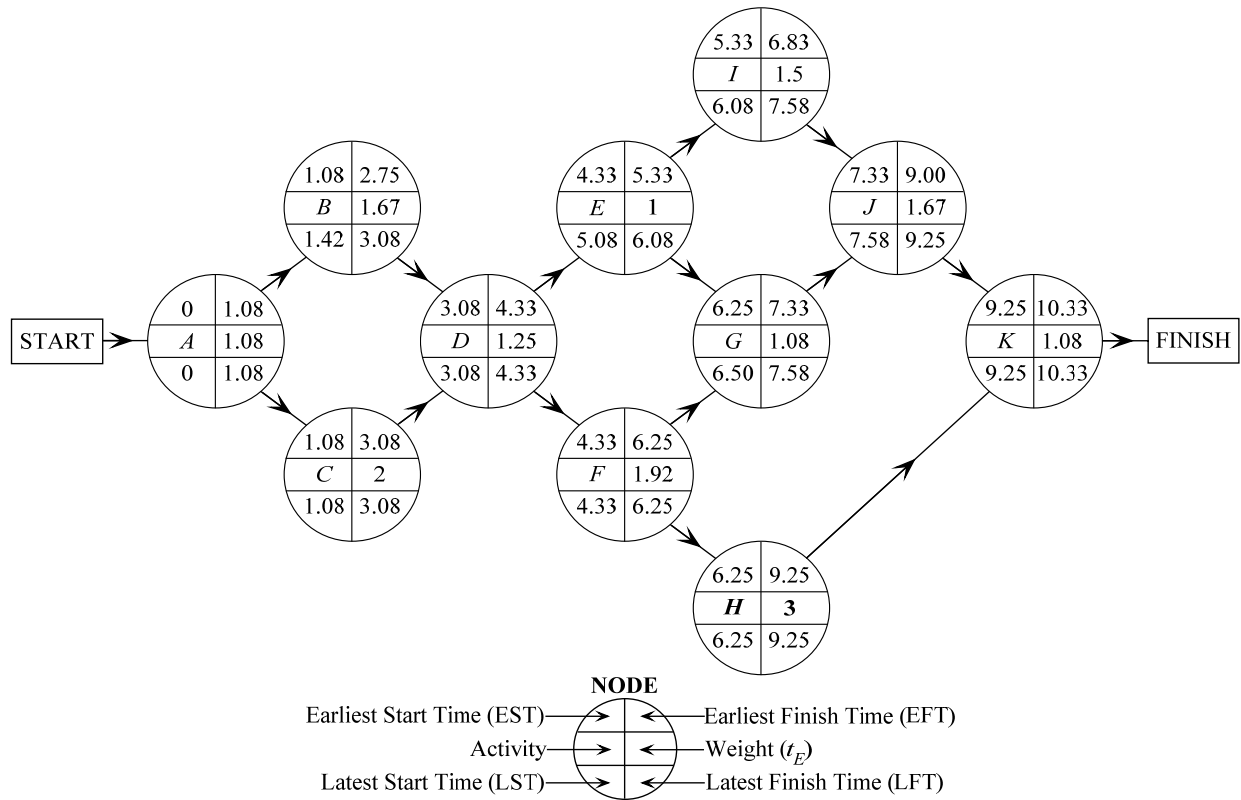 START
0 1.08
A 1.08
0 1.08
1.08 2.75
B 1.67
1.42 3.08
1.08 3.08
C 2
1.08 3.08
3.08 4.33
D 1.25
3.08 4.33
4.33 5.33
E 1
5.08 6.08
4.33 6.25
F 1.92
4.33 6.25
5.33 6.83
I 1.5
6.08 7.58
6.25 7.33
G 1.08
6.50 7.58
6.25 9.25
H 3
6.25 9.25
7.33 9.00
J 1.67
7.58 9.25
9.25 10.33
K 1.08
9.25 10.33
FINISH
NODE
Earliest Start Time (EST) Earliest Finish Time (EFT)
Activity Weight (tE)
Latest Start Time (LST) Latest Finish Time (LFT)